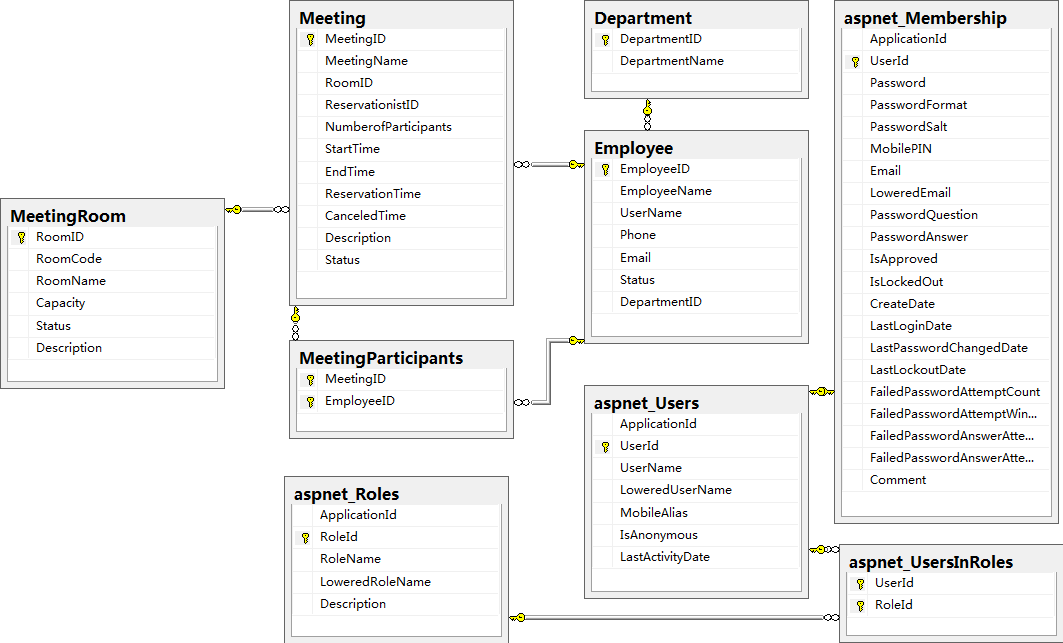 Meeting
MeetingID
MeetingName
RoomID
ReservationistID
NumberofParticipants
StartTime
EndTime
ReservationTime
CanceledTime
Description
Status
Department
DepartmentID
DepartmentName
aspnet_Membership
ApplicationId
UserId
Password
PasswordFormat
PasswordSalt
MobilePIN
Email
LoweredEmail
PasswordQuestion
PasswordAnswer
IsApproved
IsLockedOut
CreateDate
LastLoginDate
LastPasswordChangedDate
LastLockoutDate
FailedPasswordAttemptCount
FailedPasswordAttemptWin...
FailedPasswordAnswerAtte...
FailedPasswordAnswerAtte...
Comment
Employee
EmployeeID
EmployeeName
UserName
Phone
Email
Status
DepartmentID
MeetingRoom
RoomID
RoomCode
RoomName
Capacity
Status
Description
MeetingParticipants
MeetingID
EmployeeID
aspnet_Users
ApplicationId
UserId
UserName
LoweredUserName
MobileAlias
IsAnonymous
LastActivityDate
aspnet_Roles
ApplicationId
RoleId
RoleName
LoweredRoleName
Description
aspnet_UsersInRoles
UserId
RoleId